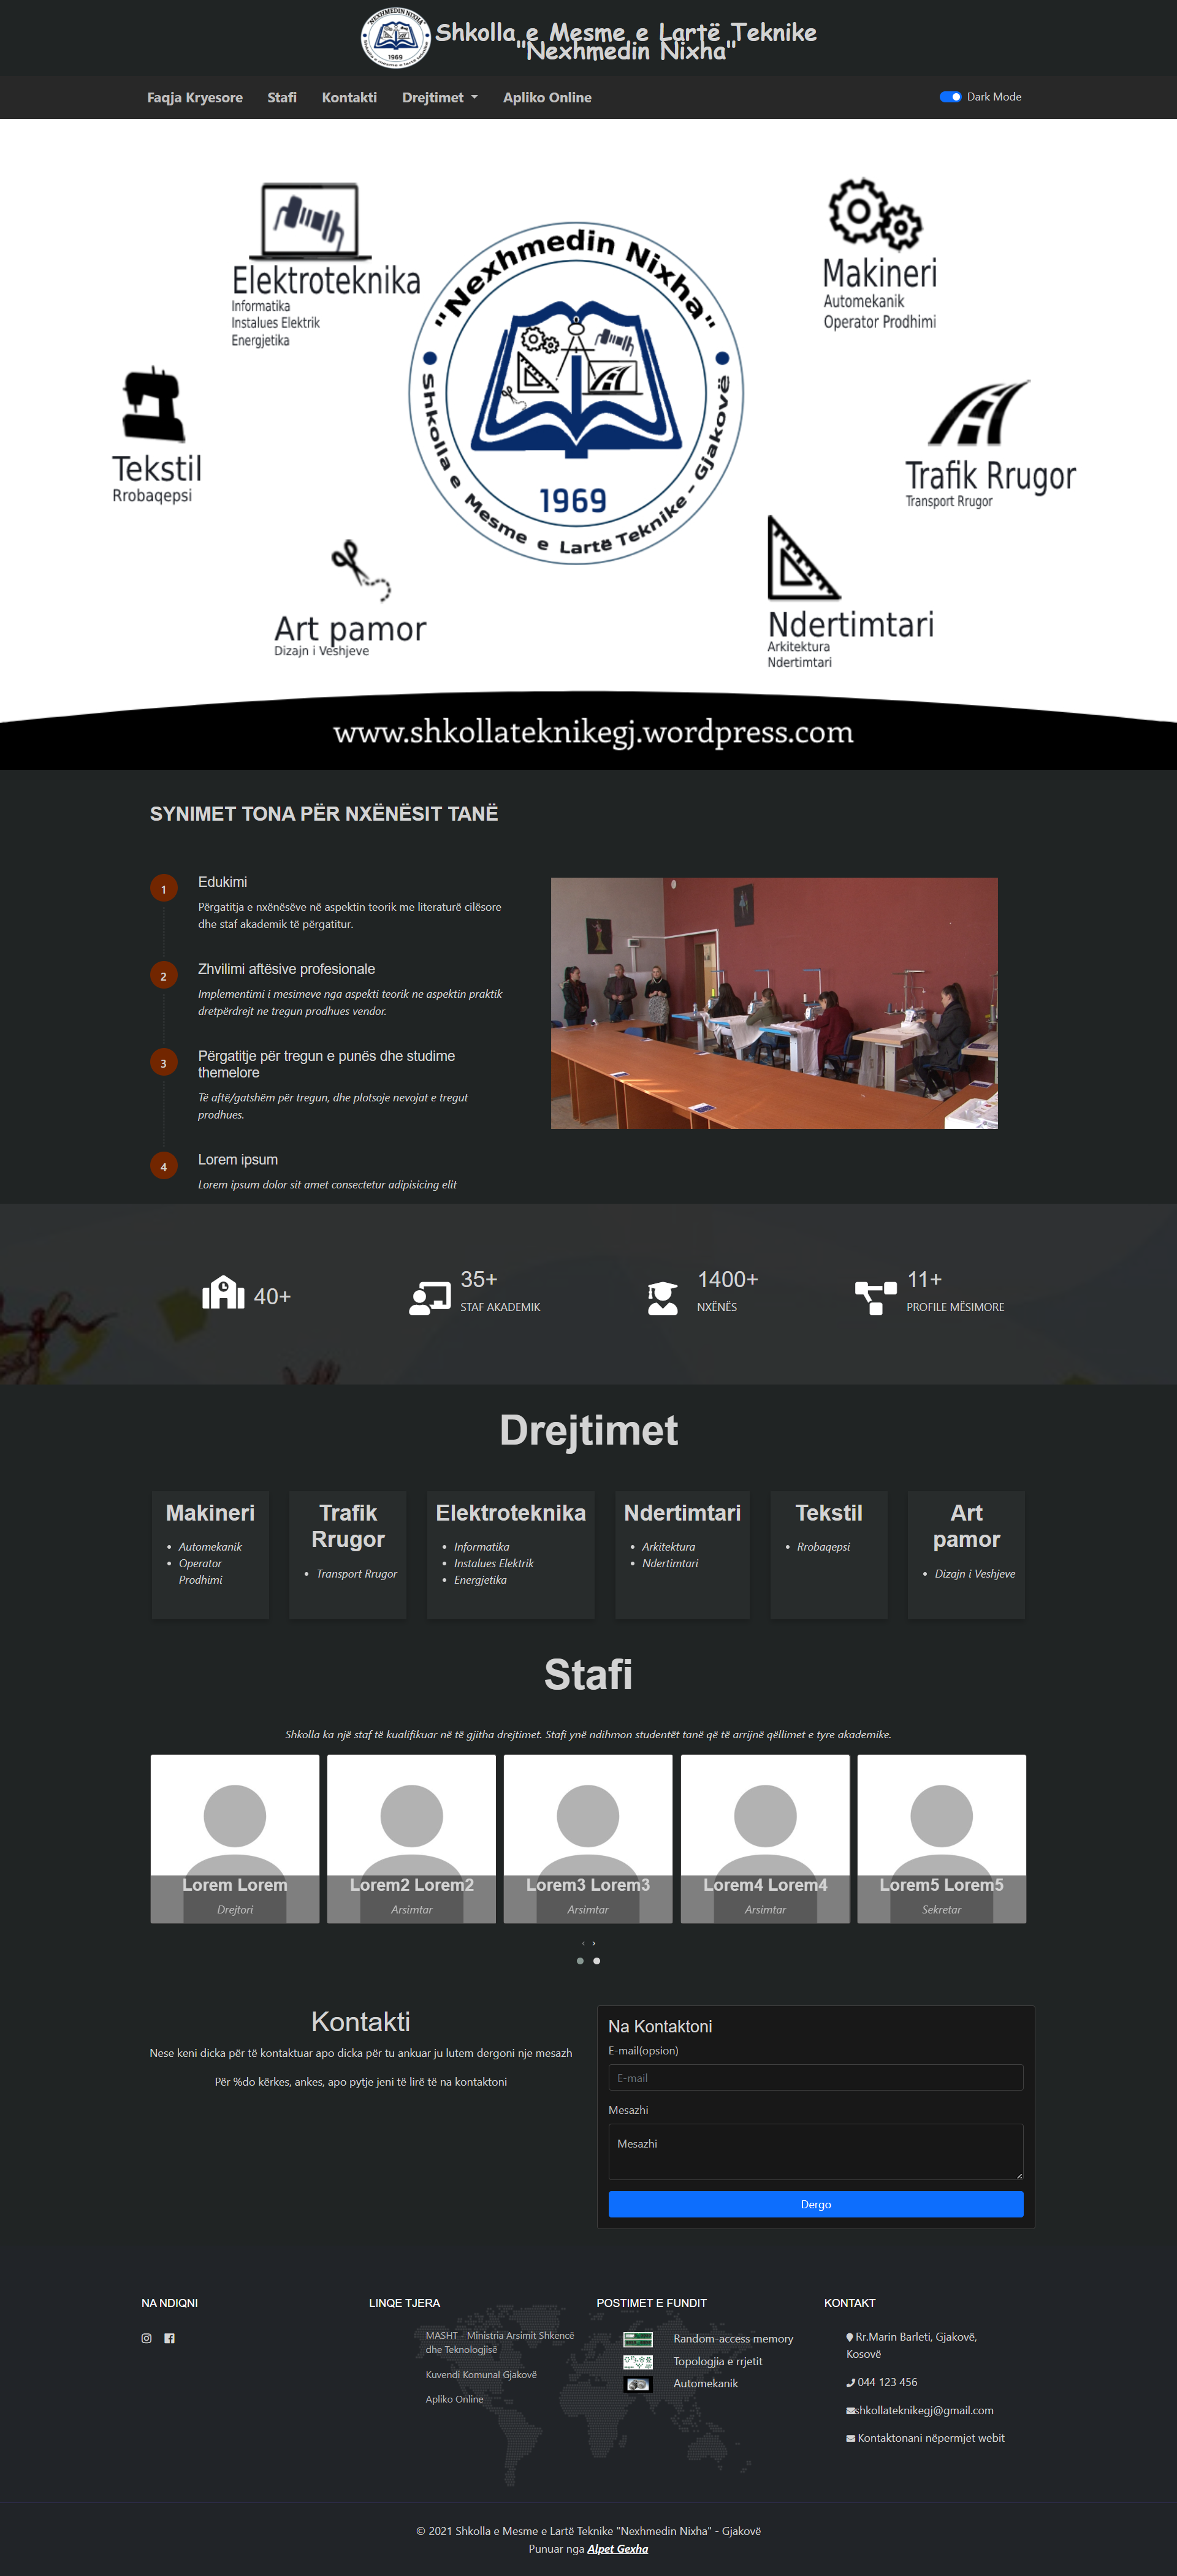 "NEXHMEDIN NIXHA"
1969
Shkolla e Mesme e Lartë Teknike
"Nexhmedin Nixha"
Faqja Kryesore
Stafi
Kontakti
Drejtimet
Apliko Online
Dark Mode
Elektroteknika
Informatika
Instalues Elektrik
Energjetika
Makineri
Automekanik
Operator Prodhimi
"Nexhmedin Nixha"
Shkolla e Mesme e Lartë Teknike - Gjakovë
1969
Tekstil
Rrobaqepsi
Trafik Rrugor
Transport Rrugor
Art pamor
Dizajn i Veshjeve
Ndertimtari
Arkitektura
Ndertimtari
www.shkollateknikegj.wordpress.com
SYNIMET TONA PËR NXËNËSIT TANË
1
Edukimi
Përgatitja e nxënësëve në aspektin teorik me literaturë cilësore
dhe staf akademik të përgatitur.
2
Zhvilimi aftësive profesionale
Implementimi i mesimeve nga aspekti teorik ne aspektin praktik
dretpërdrejt ne tregun prodhues vendor.
3
Përgatitje për tregun e punës dhe studime
themelore
Të aftë/gatshëm për tregun, dhe plotsoje nevojat e tregut
prodhues.
4
Lorem ipsum
Lorem ipsum dolor sit amet consectetur adipisicing elit
40+
35+
STAF AKADEMIK
1400+
NXËNËS
11+
PROFILE MËSIMORE
Drejtimet
Makineri
Automekanik
Operator
Prodhimi
Trafik
Rrugor
Transport Rrugor
Elektroteknika
Informatika
Instalues Elektrik
Energjetika
Ndertimtari
Arkitektura
Ndertimtari
Tekstil
Rrobaqepsi
Art
pamor
Dizajn i Veshjeve
Stafi
Shkolla ka një staf të kualifikuar në të gjitha drejtimet. Stafi ynë ndihmon studentët tanë që të arrijnë qëllimet e tyre akademike.
Lorem Lorem
Drejtori
Lorem2 Lorem2
Arsimtar
Lorem3 Lorem3
Arsimtar
Lorem4 Lorem4
Arsimtar
Lorem5 Lorem5
Sekretar
‹ ›
Kontakti
Nese keni dicka për të kontaktuar apo dicka për tu ankuar ju lutem dergoni nje mesazh
Për %do kërkes, ankes, apo pytje jeni të lirë të na kontaktoni
Na Kontaktoni
E-mail(opsion)
E-mail
Mesazhi
Mesazhi
Dergo
NA NDIQNI
LINQE TJERA
MASHT - Ministria Arsimit Shkencë
dhe Teknologjisë
Kuvendi Komunal Gjakovë
Apliko Online
POSTIMET E FUNDIT
Random-access memory
Topologjia e rrjetit
Automekanik
KONTAKT
Rr.Marin Barleti, Gjakovë,
Kosovë
044 123 456
shkollateknikegj@gmail.com
Kontaktonani nëpermjet webit
© 2021 Shkolla e Mesme e Lartë Teknike "Nexhmedin Nixha" - Gjakovë
Punuar nga Alpet Gexha